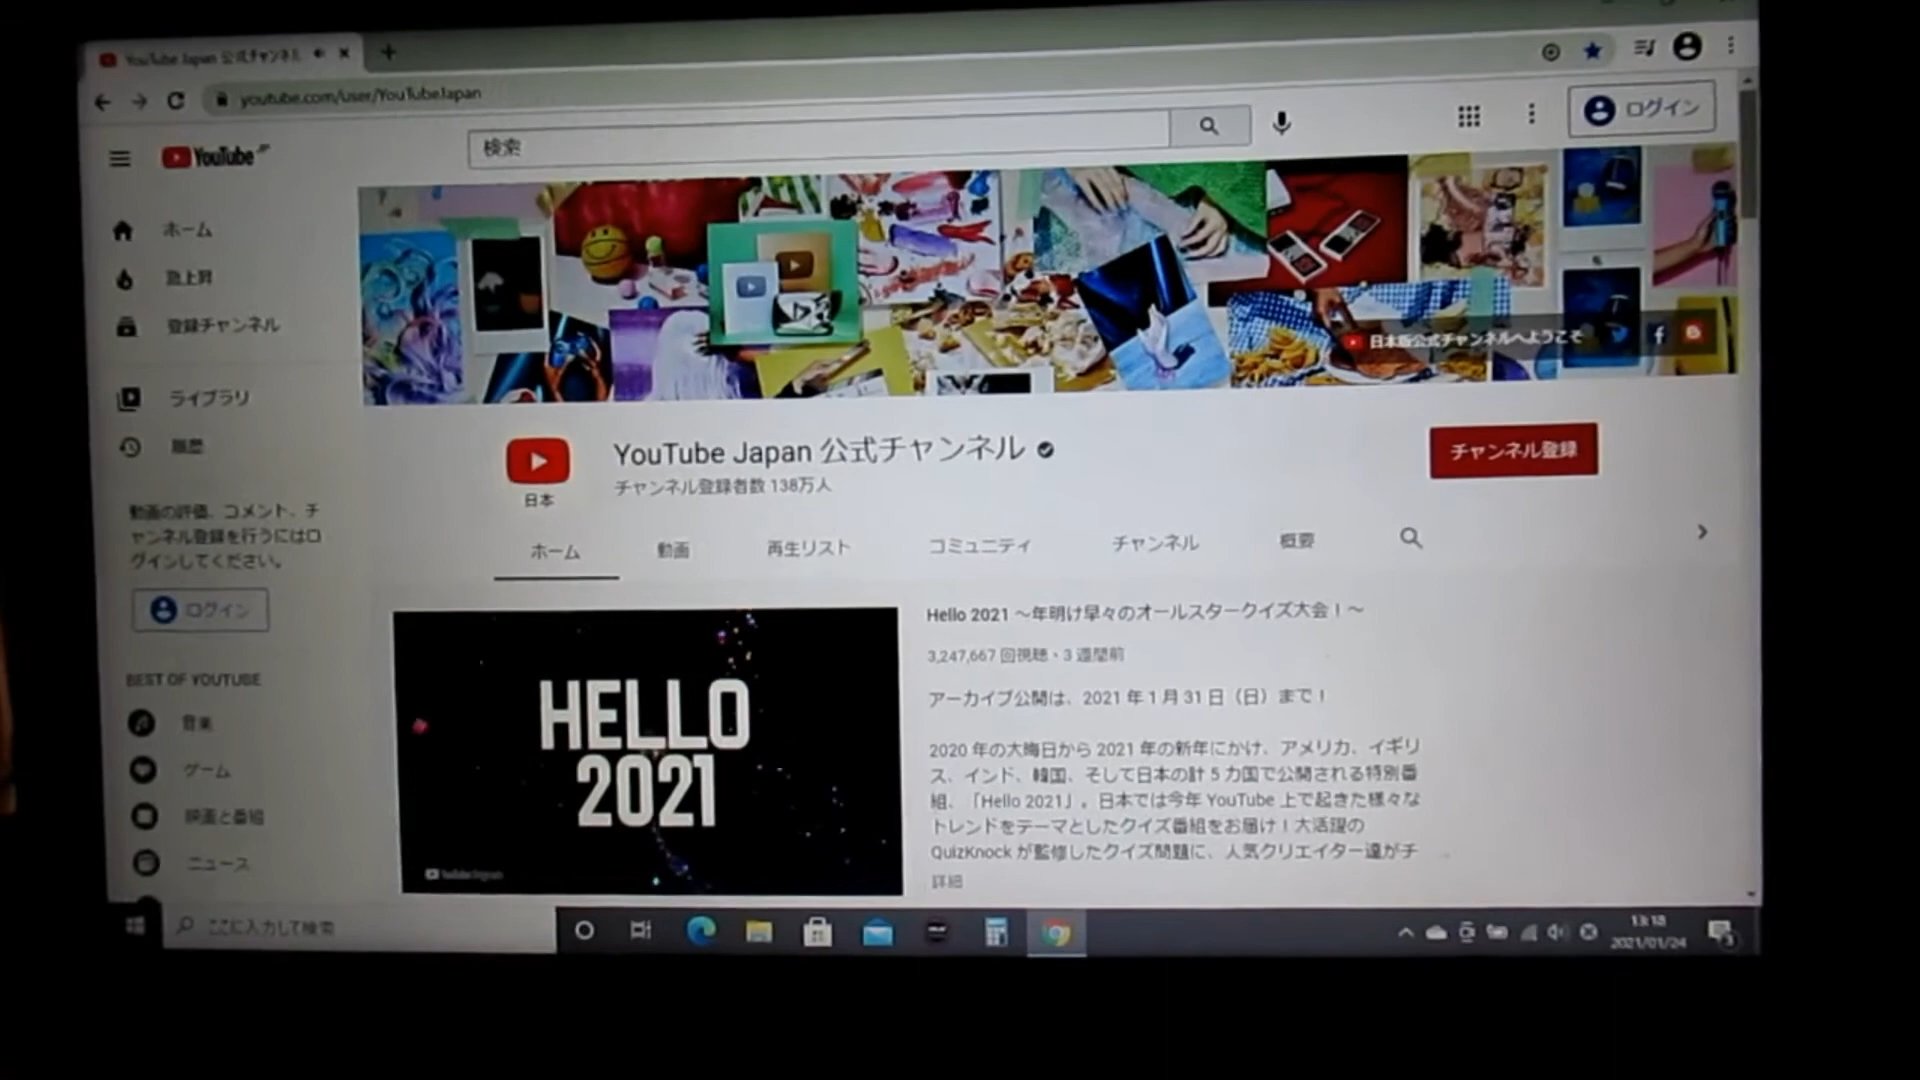 YouTube Japan 公式チャンネル
youtube.com/user/YouTubeJapan
YouTube JP
検索
ログイン
ホーム
急上昇
登録チャンネル
ライブラリ
履歴
動画の評価、コメント、チ
ャンネル登録を行うにはロ
グインしてください。
ログイン
BEST OF YOUTUBE
音楽
ゲーム
映画と番組
ニュース
日本版公式チャンネルへようこそ
日本
YouTube Japan 公式チャンネル
チャンネル登録者数 138万人
チャンネル登録
ホーム
動画
再生リスト
コミュニティ
チャンネル
概要
HELLO
2021
YouTube Japan
Hello 2021 ～年明け早々のオールスタークイズ大会！～
3,247,667 回視聴・3 週間前
アーカイブ公開は、2021 年 1 月 31 日（日）まで！
2020 年の大晦日から 2021 年の新年にかけ、アメリカ、イギリ
ス、インド、韓国、そして日本の計 5 カ国で公開される特別番
組、「Hello 2021」。日本では今年 YouTube 上で起きた様々な
トレンドをテーマとしたクイズ番組をお届け！大活躍の
QuizKnock が監修したクイズ問題に、人気クリエイター達がチ
詳細
ここに入力して検索
13:18
2021/01/24
3